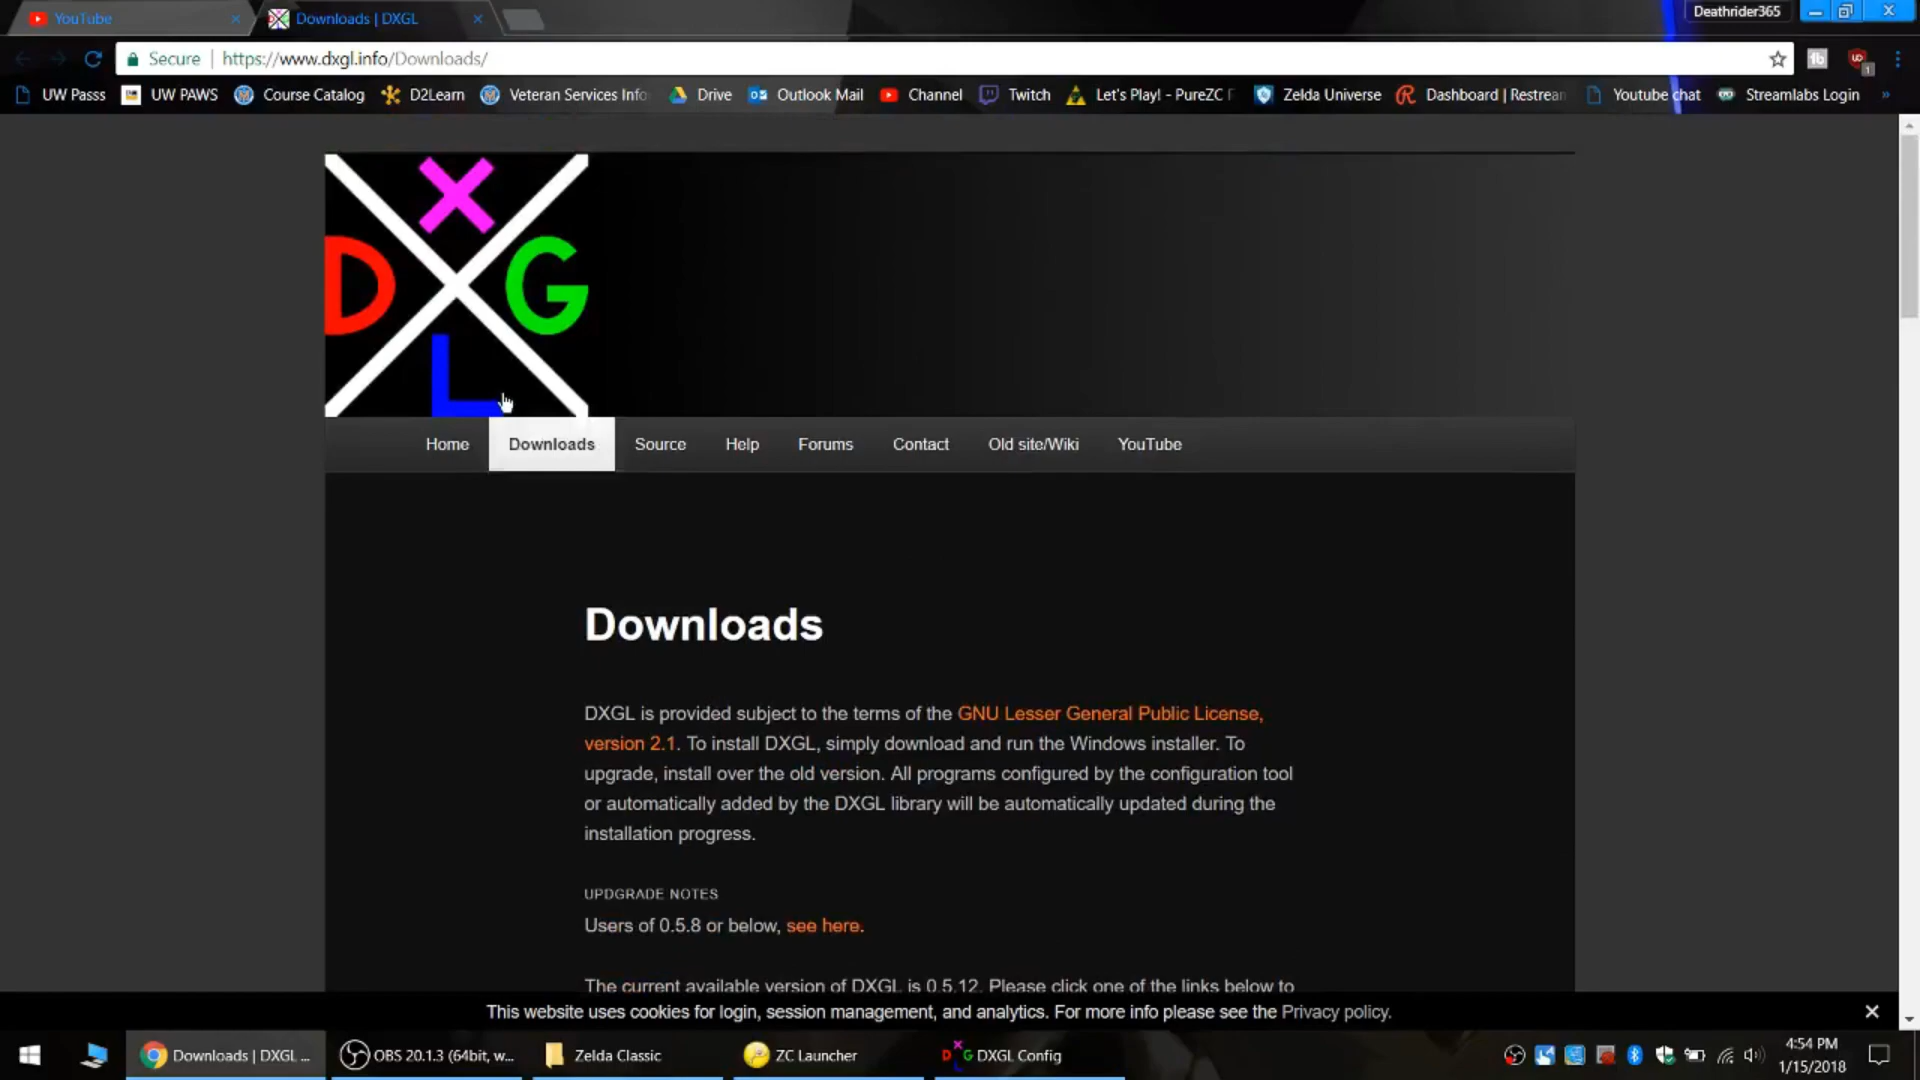 YouTube
Downloads | DXGL
Deathrider365
Secure | https://www.dxgl.info/Downloads/
UW Passs
UW PAWS
Course Catalog
D2Learn
Veteran Services Info
Drive
Outlook Mail
Channel
Twitch
Let's Play! - PureZC F
Zelda Universe
Dashboard | Restrean
Youtube chat
Streamlabs Login
»
X
D
G
L
Home
Downloads
Source
Help
Forums
Contact
Old site/Wiki
YouTube
Downloads
DXGL is provided subject to the terms of the GNU Lesser General Public License,
version 2.1. To install DXGL, simply download and run the Windows installer. To
upgrade, install over the old version. All programs configured by the configuration tool
or automatically added by the DXGL library will be automatically updated during the
installation progress.
UPDGRADE NOTES
Users of 0.5.8 or below, see here.
The current available version of DXGL is 0.5.12. Please click one of the links below to
This website uses cookies for login, session management, and analytics. For more info please see the Privacy policy.
Downloads | DXGL ...
OBS 20.1.3 (64bit, w...
Zelda Classic
ZC Launcher
DXGL Config
4:54 PM
1/15/2018